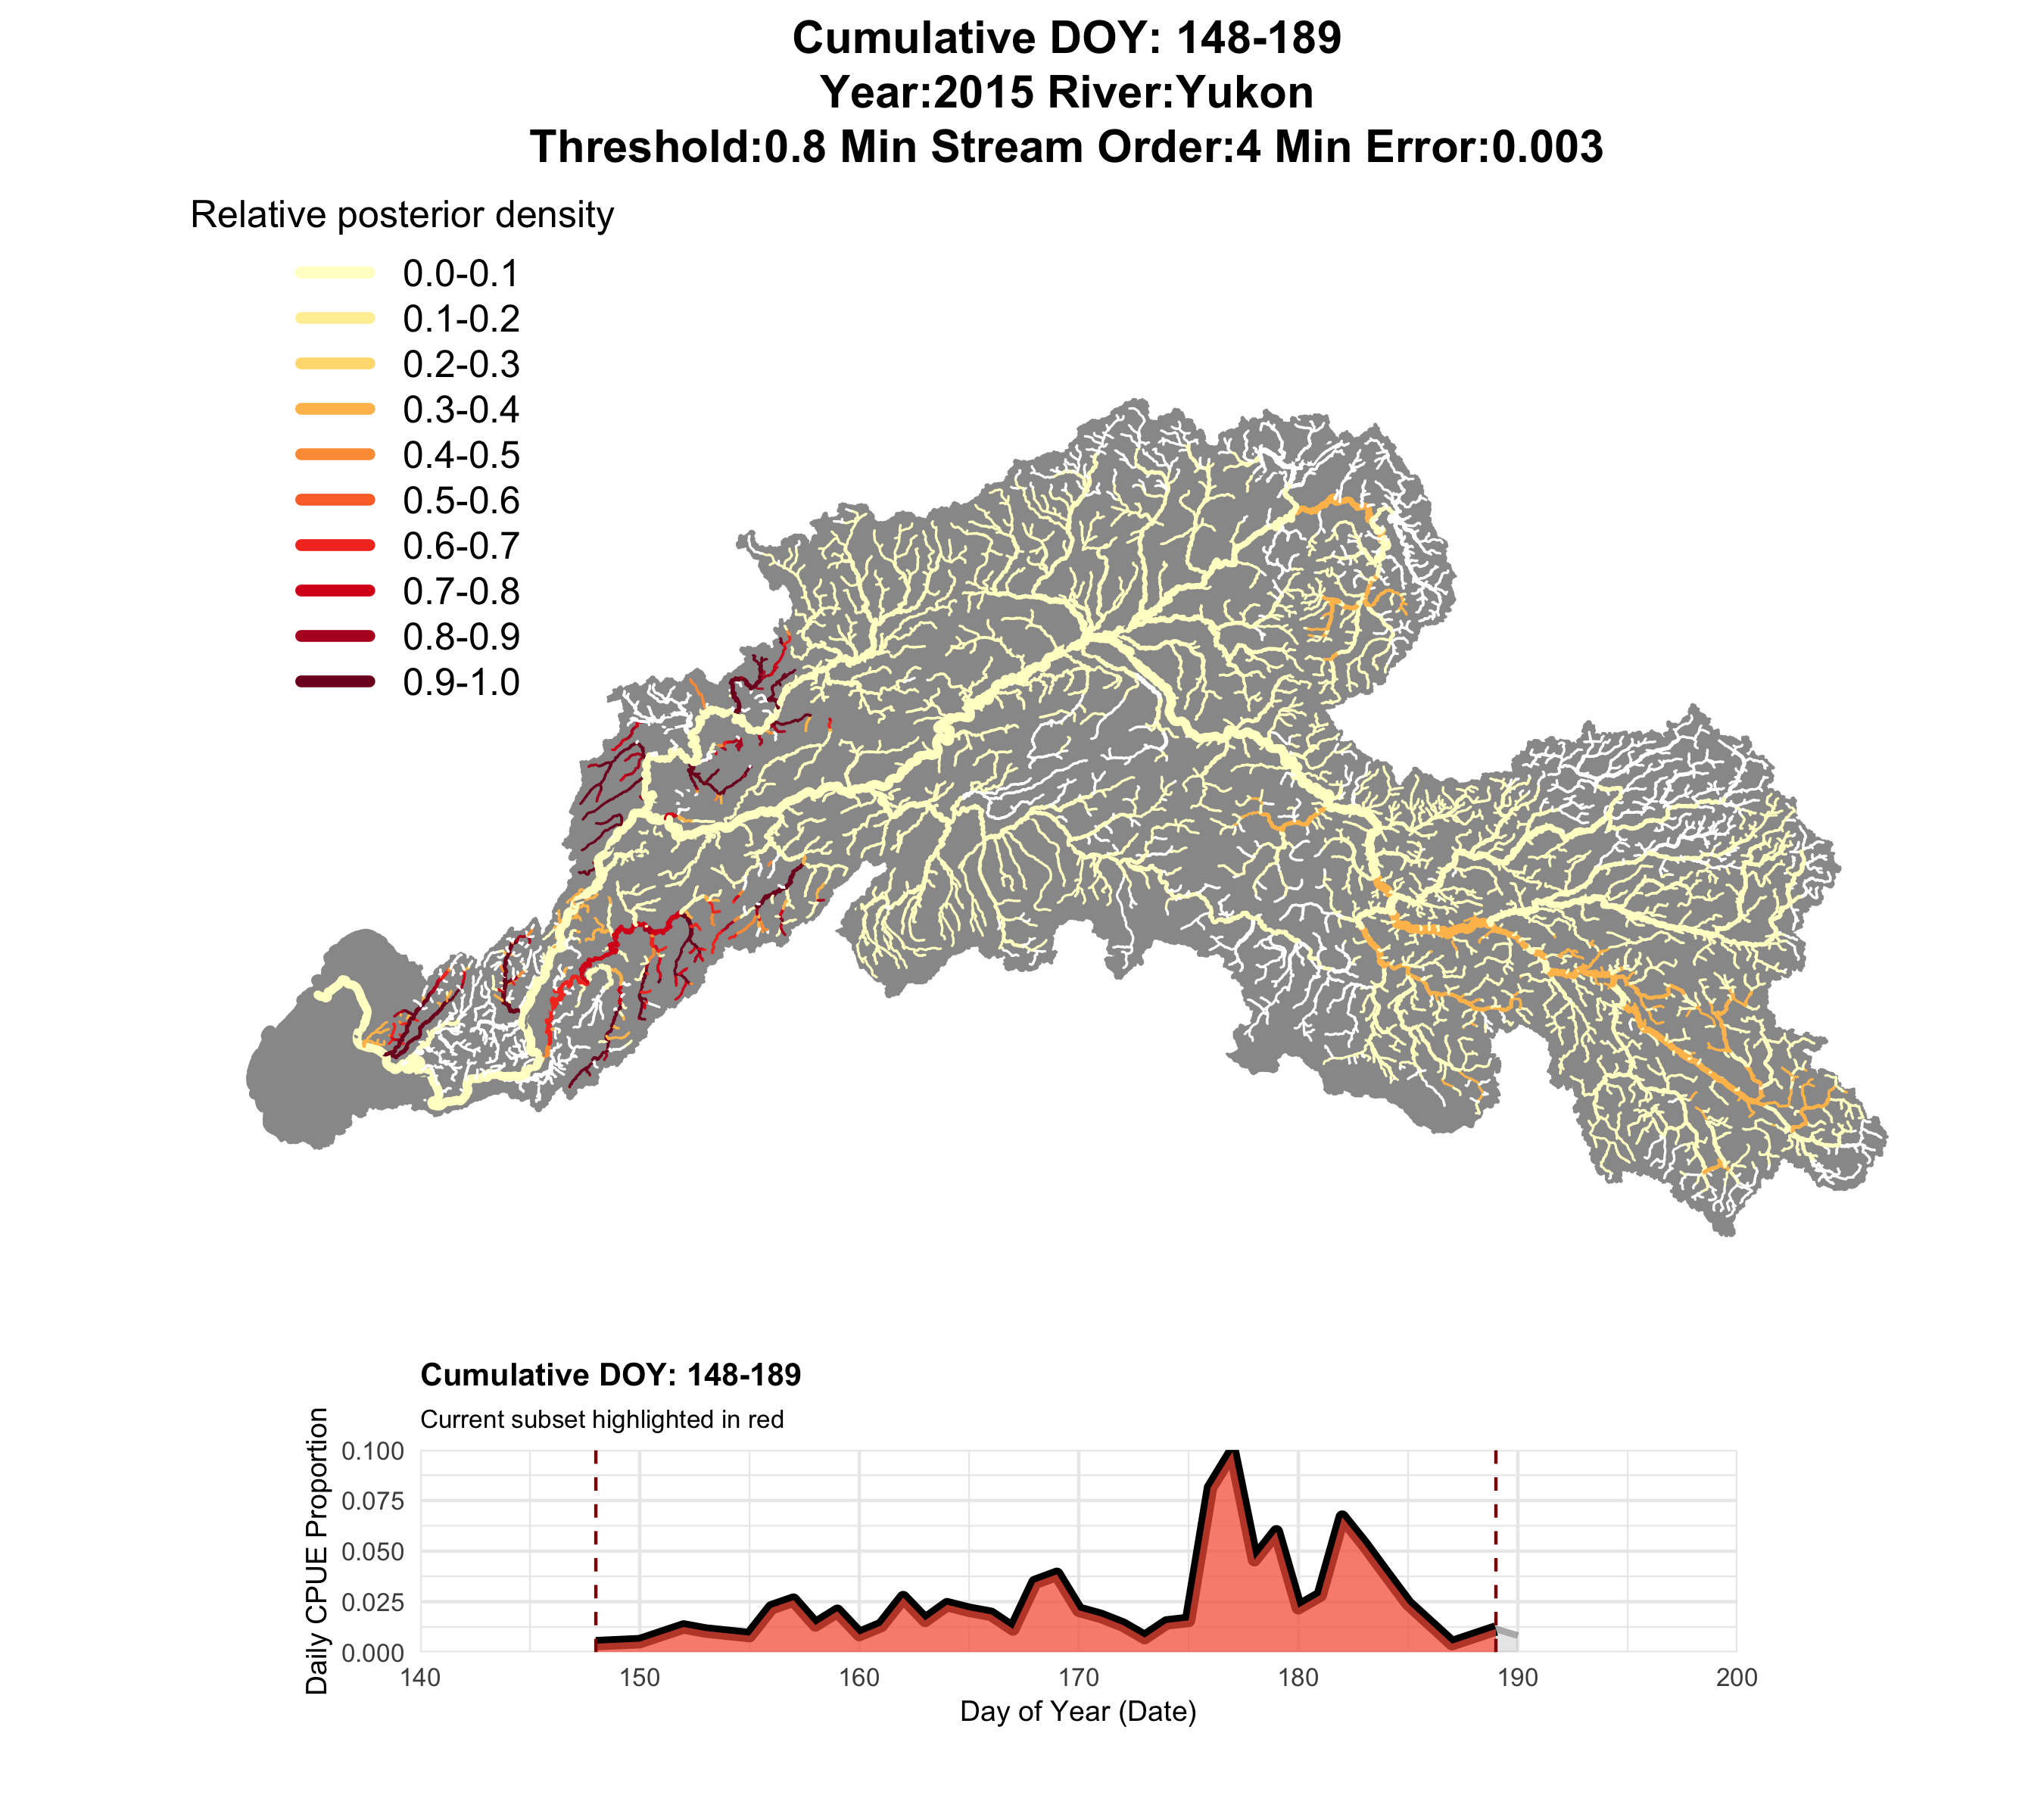 Cumulative DOY: 148-189
Year:2015 River:Yukon
Threshold:0.8 Min Stream Order:4 Min Error:0.003
Relative posterior density
0.0-0.1
0.1-0.2
0.2-0.3
0.3-0.4
0.4-0.5
0.5-0.6
0.6-0.7
0.7-0.8
0.8-0.9
0.9-1.0
Cumulative DOY: 148-189
Current subset highlighted in red
Daily CPUE Proportion
0.100
0.075
0.050
0.025
0.000
140 150 160 170 180 190 200
Day of Year (Date)